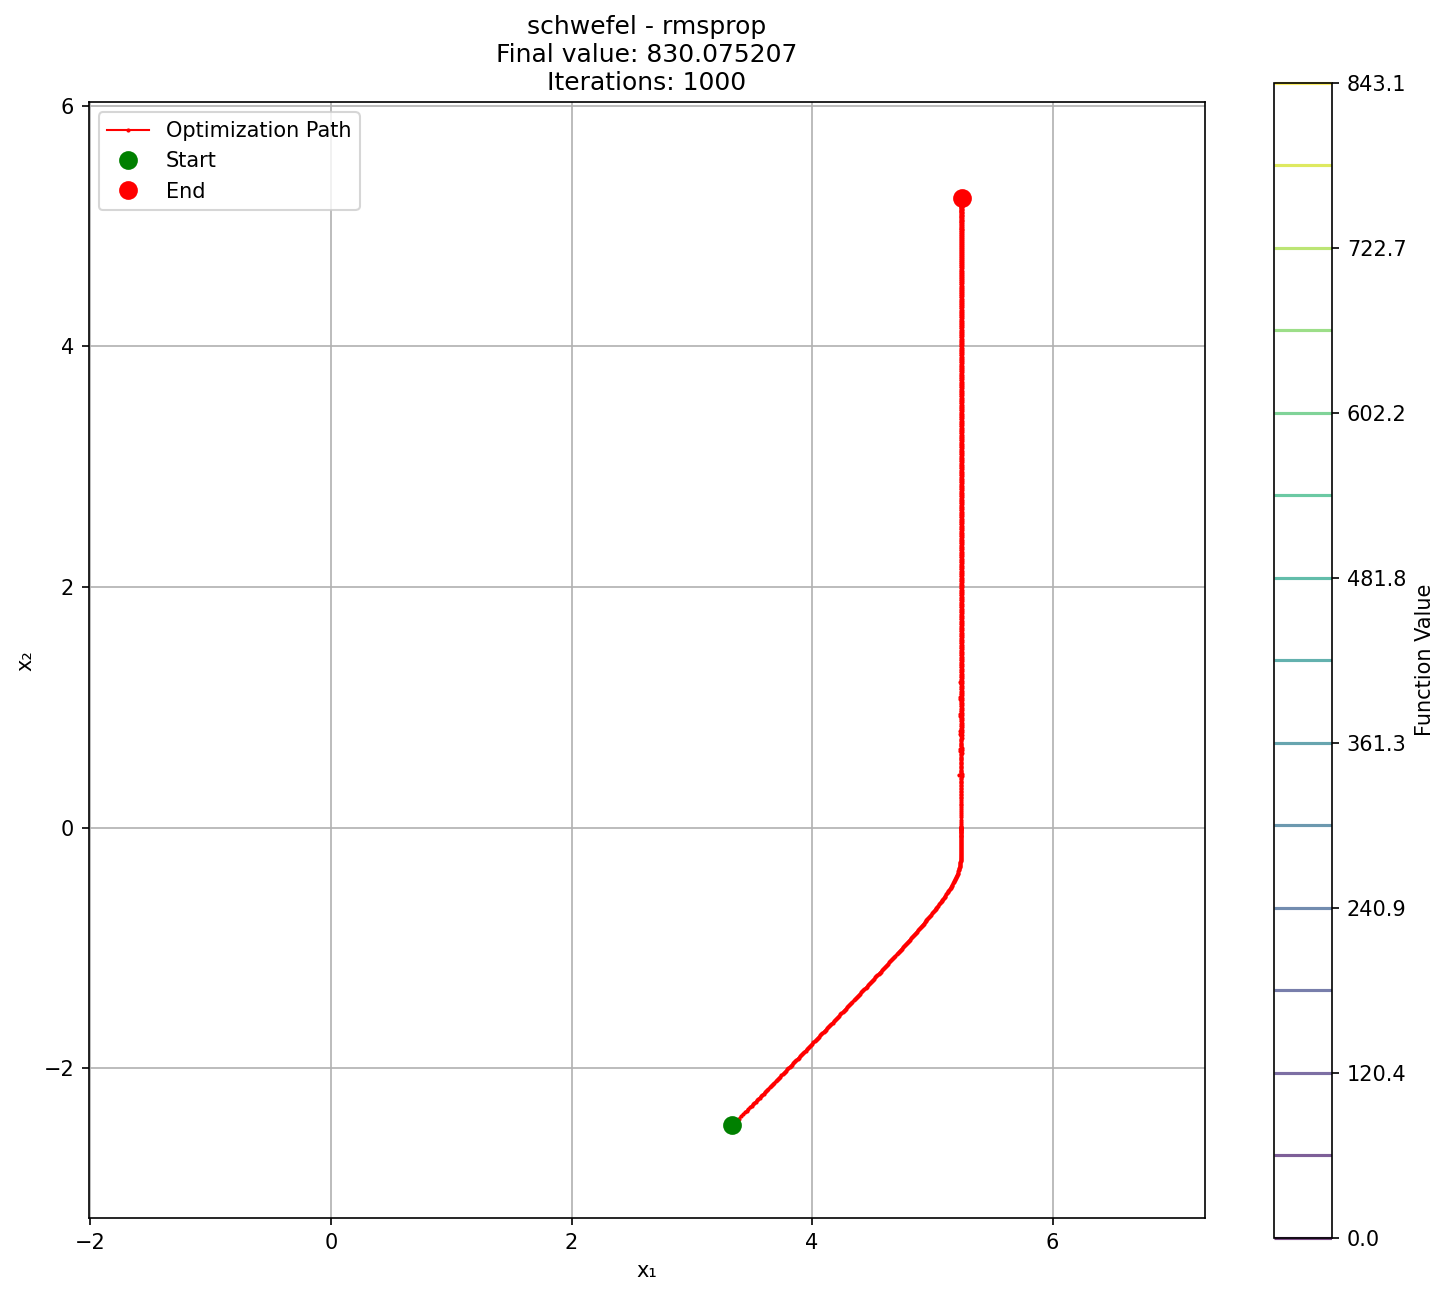 schwefel - rmsprop
Final value: 830.075207
Iterations: 1000
Optimization Path
Start
End
6
4
2
0
−2
−2
0
2
4
6
x₁
x₂
843.1
722.7
602.2
481.8
361.3
240.9
120.4
0.0
Function Value